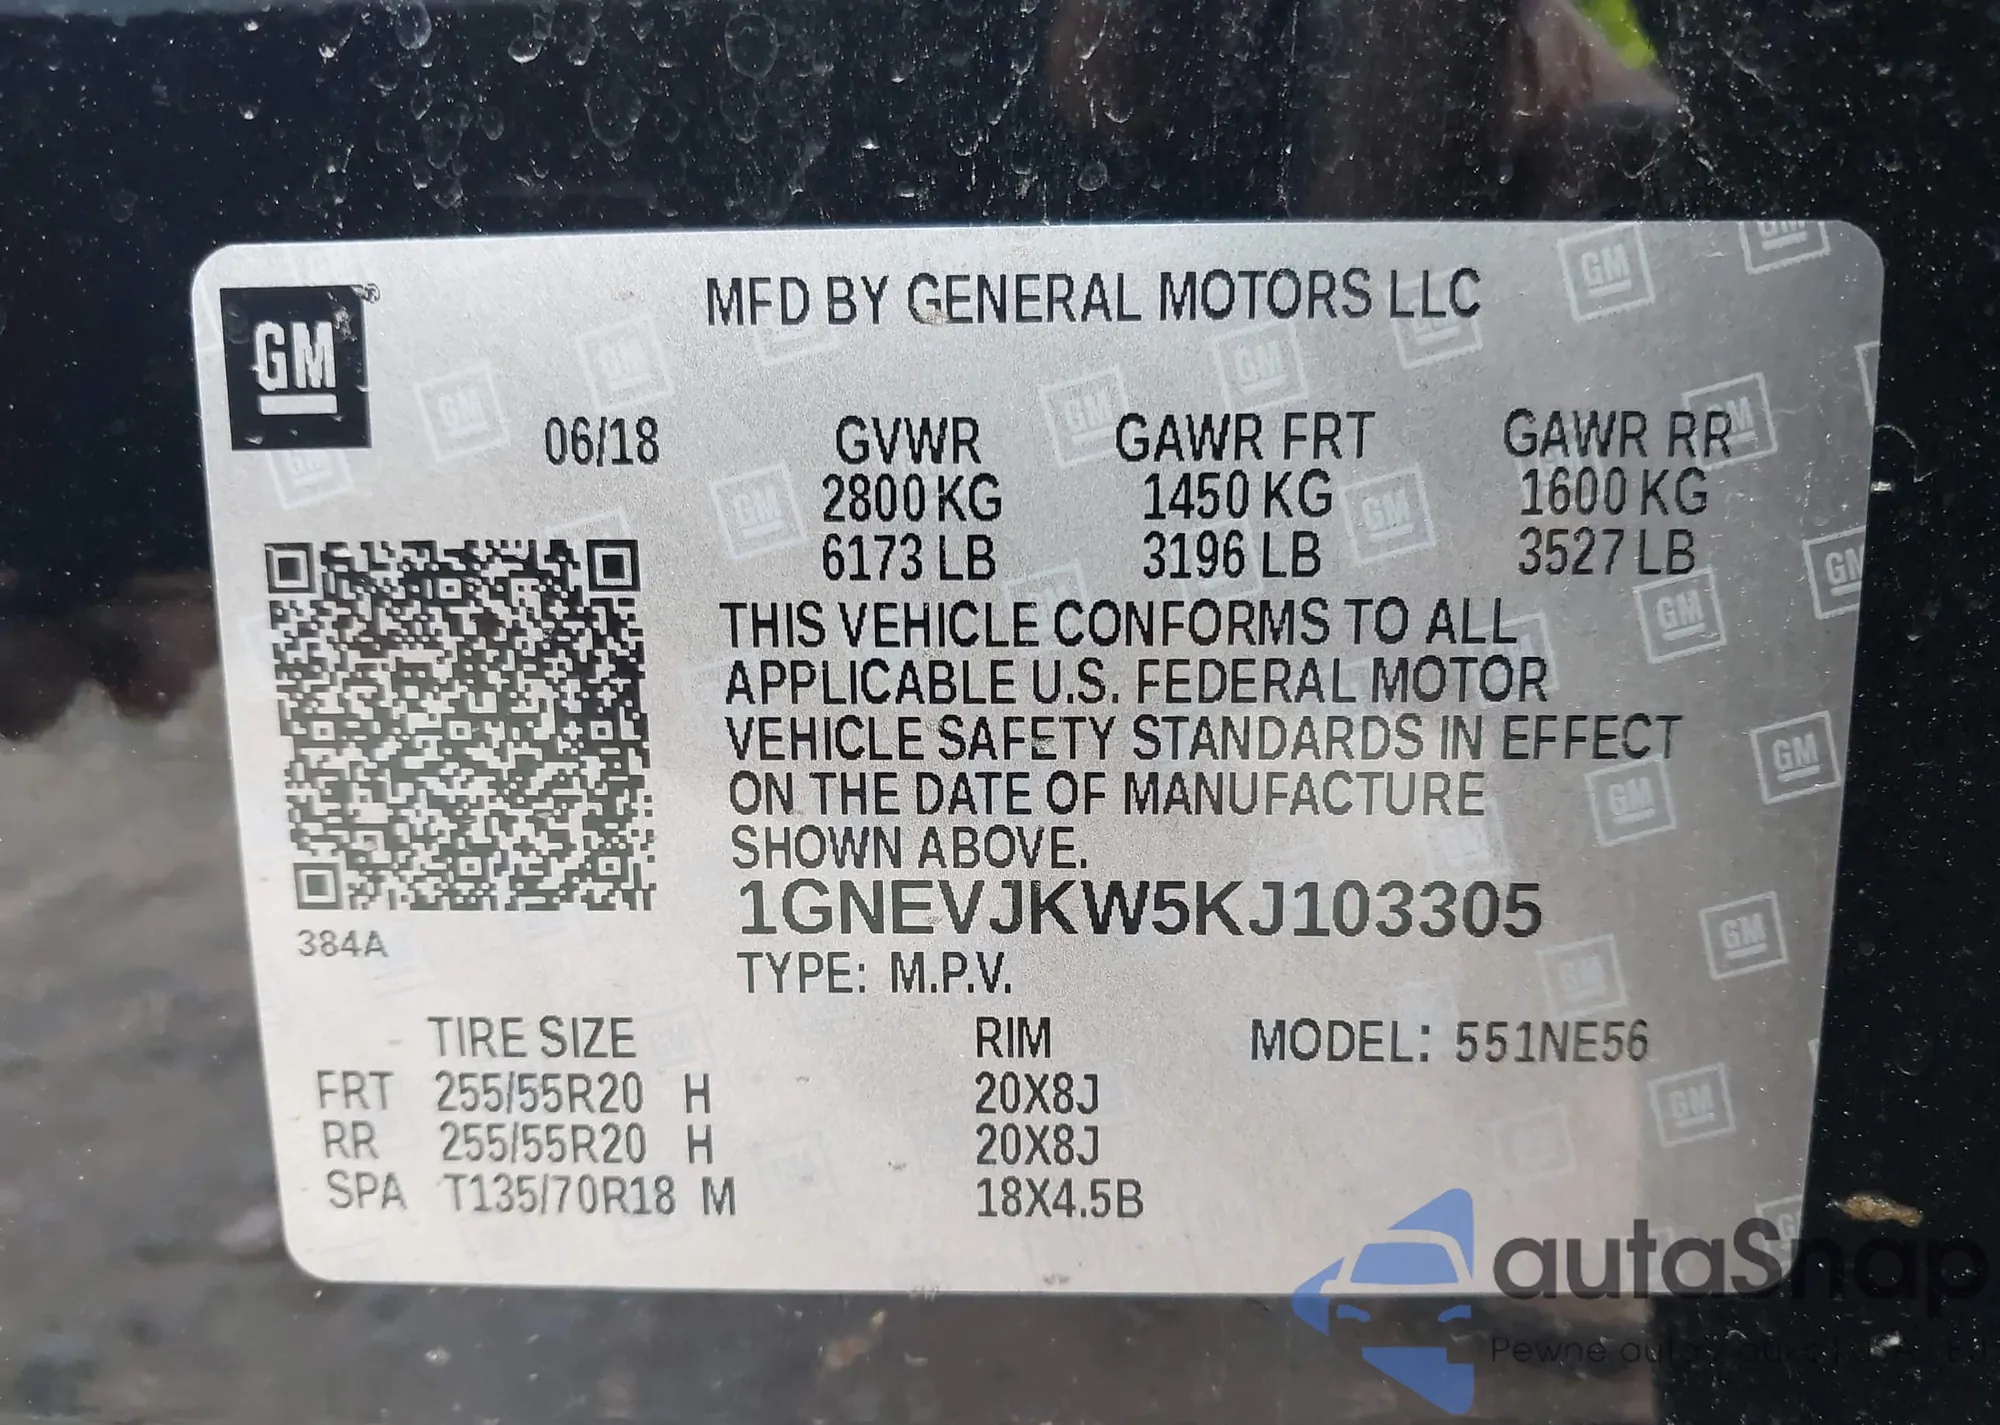 GM®
MFD BY GENERAL MOTORS LLC
06/18 GVWR GAWR FRT GAWR RR
2800 KG 1450 KG 1600 KG
6173 LB 3196 LB 3527 LB
THIS VEHICLE CONFORMS TO ALL
APPLICABLE U.S. FEDERAL MOTOR
VEHICLE SAFETY STANDARDS IN EFFECT
ON THE DATE OF MANUFACTURE
SHOWN ABOVE.
1GNEVJKW5KJ103305
384A
TYPE: M.P.V.
TIRE SIZE RIM MODEL: 551NE56
FRT 255/55R20 H 20X8J
RR 255/55R20 H 20X8J
SPA T135/70R18 M 18X4.5B
autaSnap
Pewne auta z